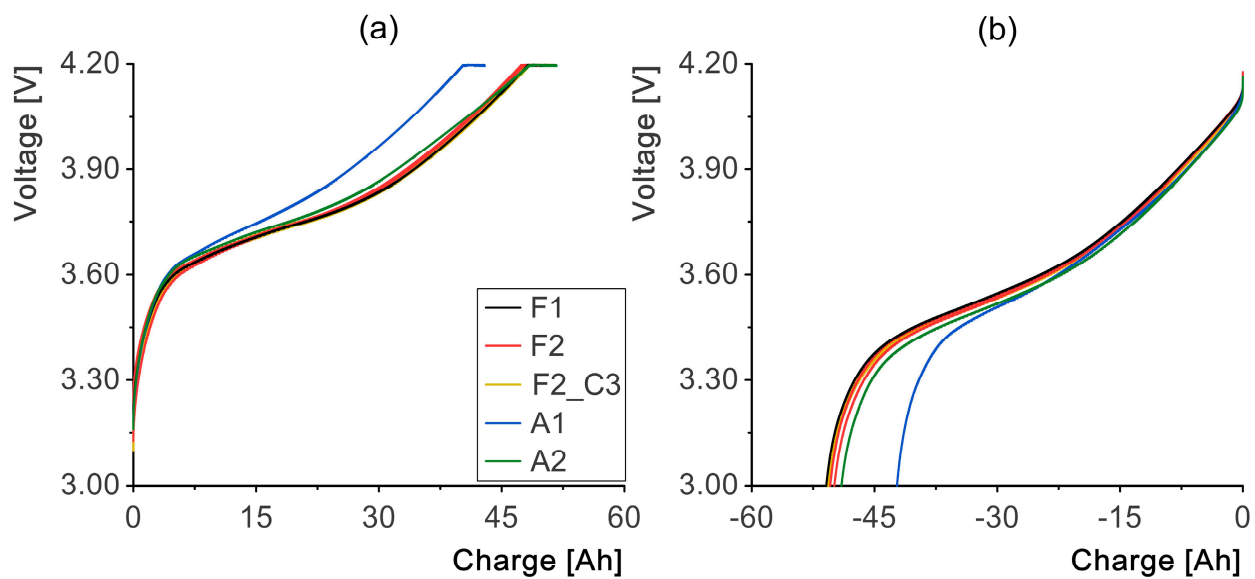 (a)
Voltage [V]
4.20
3.90
3.60
3.30
3.00
0 15 30 45 60
Charge [Ah]
F1
F2
F2_C3
A1
A2
(b)
Voltage [V]
4.20
3.90
3.60
3.30
3.00
-60 -45 -30 -15 0
Charge [Ah]